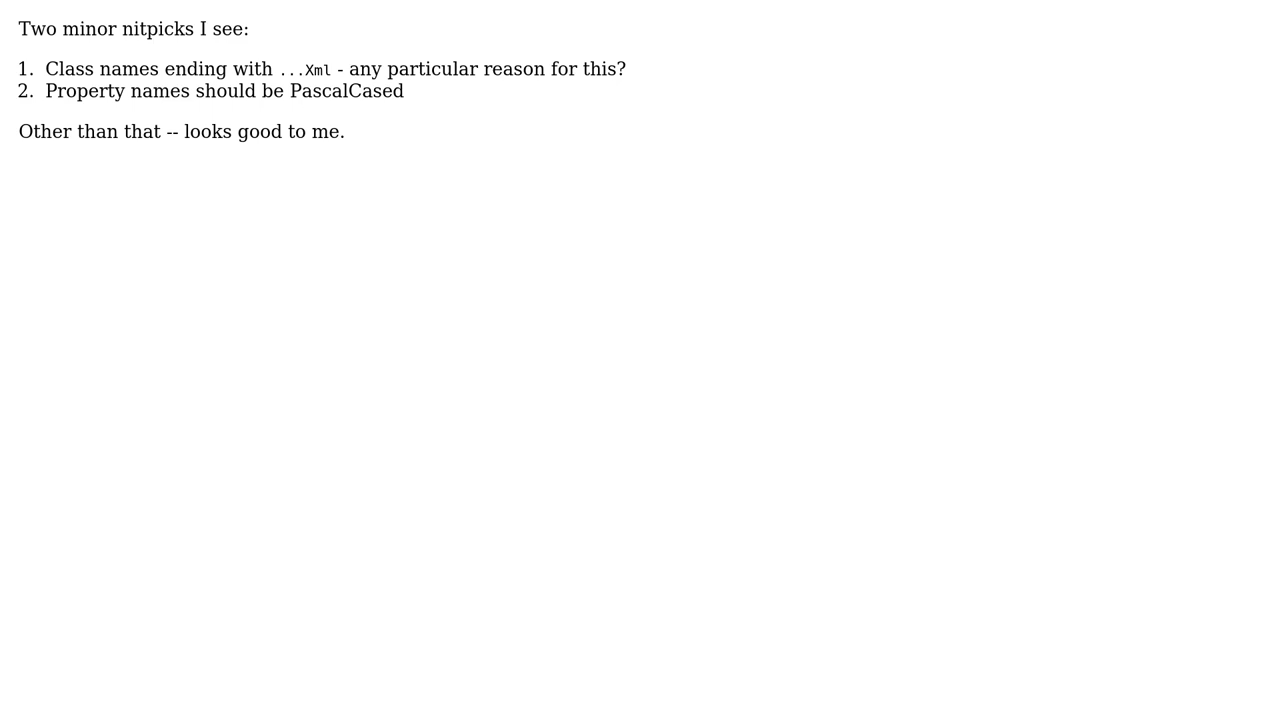 Two minor nitpicks I see:
1. Class names ending with ...Xml - any particular reason for this?
2. Property names should be PascalCased
Other than that -- looks good to me.